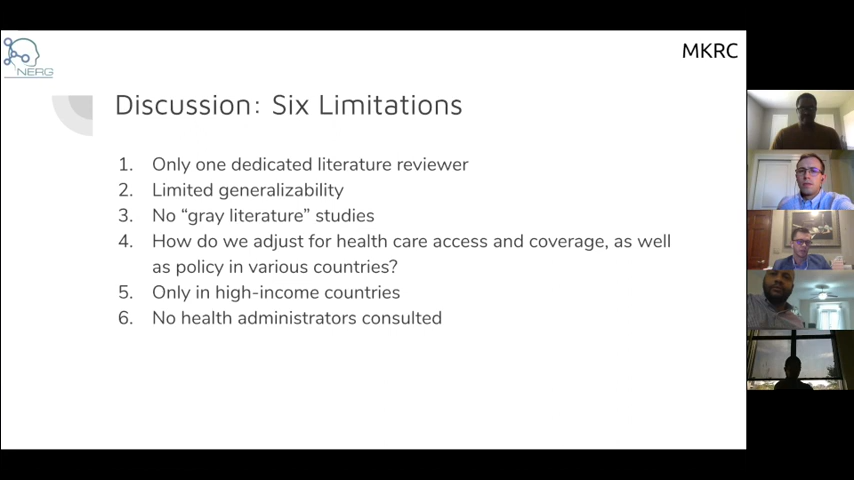 NERG
MKRC
Discussion: Six Limitations
1. Only one dedicated literature reviewer
2. Limited generalizability
3. No “gray literature” studies
4. How do we adjust for health care access and coverage, as well
as policy in various countries?
5. Only in high-income countries
6. No health administrators consulted